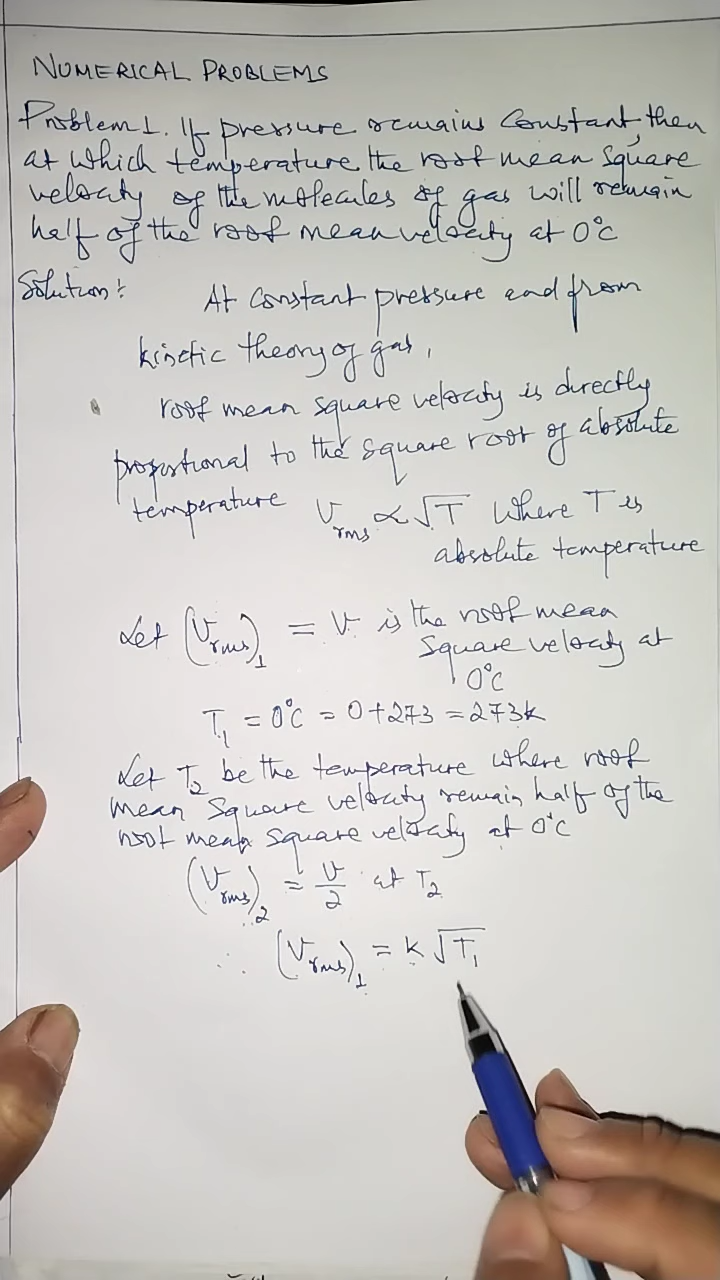 NUMERICAL PROBLEMS
Problem 1. If pressure remains constant, then
at which temperature the root mean square
velocity of the molecules of gas will remain
half of the root mean velocity at 0°C
Solution: At constant pressure and from
kinetic theory of gas,
root mean square velocity is directly
proportional to the square root of absolute
temperature V_rms ∝ √T where T is
absolute temperature
Let (V_rms)_1 = V is the root mean
square velocity at
0°C
T_1 = 0°C = 0+273 = 273K
Let T_2 be the temperature where root
mean square velocity remain half of the
root mean square velocity at 0°C
(V_rms)_2 = V/2 at T_2
∴ (V_rms)_1 = K √T_1